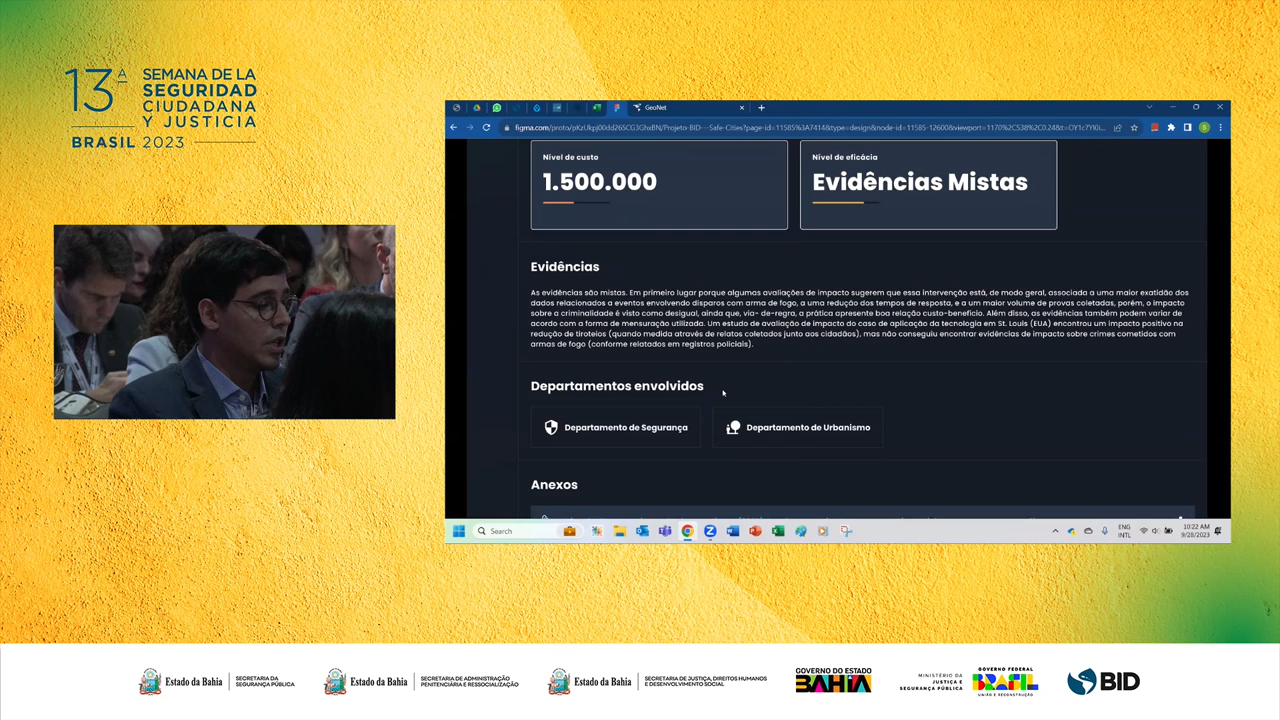 13ª
SEMANA DE LA
SEGURIDAD
CIUDADANA
Y JUSTICIA
BRASIL 2023
GeoNet
Nível de custo
1.500.000
Nível de eficácia
Evidências Mistas
Evidências
As evidências são mistas. Em primeiro lugar porque algumas avaliações de impacto sugerem que essa intervenção está, de modo geral, associada a uma maior exatidão dos
dados relacionados a eventos envolvendo disparos com arma de fogo, a uma redução dos tempos de resposta, e a um maior volume de provas coletadas, porém, o impacto
sobre a criminalidade é visto como desigual, ainda que, via- de-regra, a prática apresente boa relação custo-benefício. Além disso, as evidências também podem variar de
acordo com a forma de mensuração utilizada. Um estudo de avaliação de impacto do caso de aplicação da tecnologia em St. Louis (EUA) encontrou um impacto positivo na
redução de tiroteios (quando medida através de relatos coletados junto aos cidadãos), mas não conseguiu encontrar evidências de impacto sobre crimes cometidos com
armas de fogo (conforme relatados em registros policiais).
Departamentos envolvidos
Departamento de Segurança
Departamento de Urbanismo
Anexos
Search
ENG
INTL
10:22 AM
9/28/2023
Estado da Bahia
SECRETARIA DA
SEGURANÇA PÚBLICA
Estado da Bahia
SECRETARIA DE ADMINISTRAÇÃO
PENITENCIÁRIA E RESSOCIALIZAÇÃO
Estado da Bahia
SECRETARIA DE JUSTIÇA, DIREITOS HUMANOS
E DESENVOLVIMENTO SOCIAL
GOVERNO DO ESTADO
BAHIA
MINISTÉRIO DA
JUSTIÇA E
SEGURANÇA PÚBLICA
GOVERNO FEDERAL
BRASIL
UNIÃO E RECONSTRUÇÃO
BID